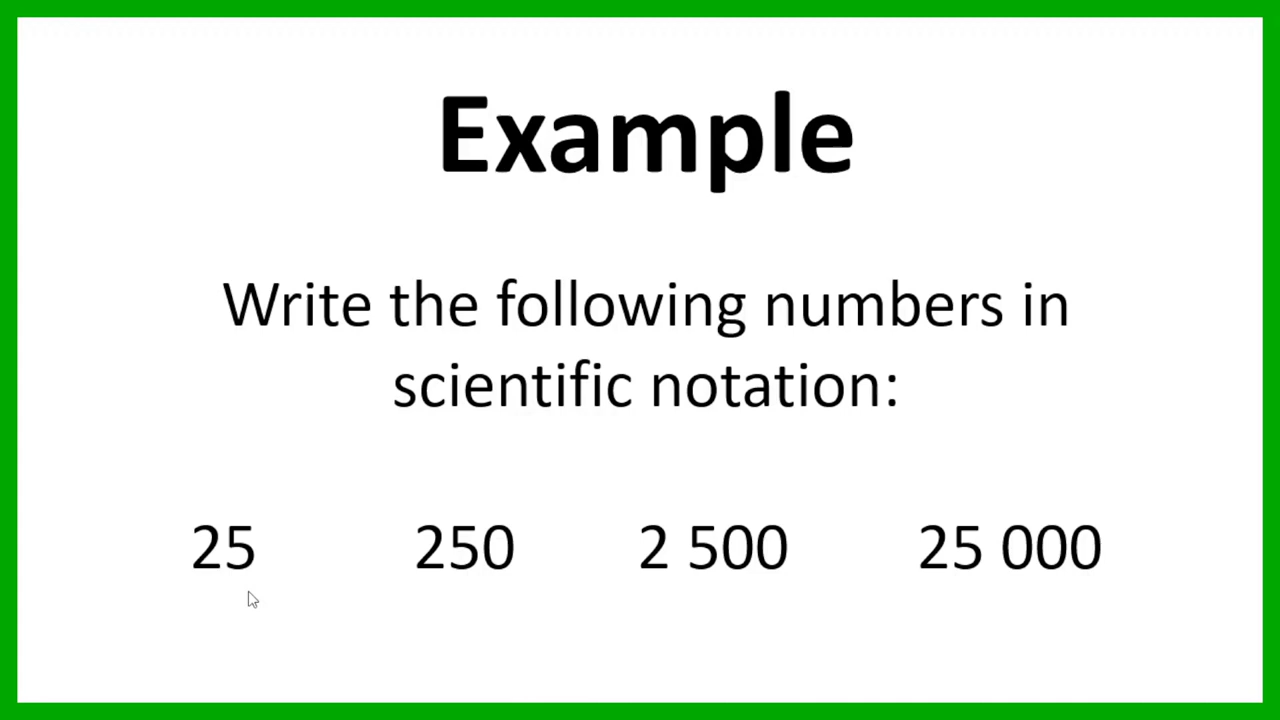 Example
Write the following numbers in
scientific notation:
25 250 2 500 25 000